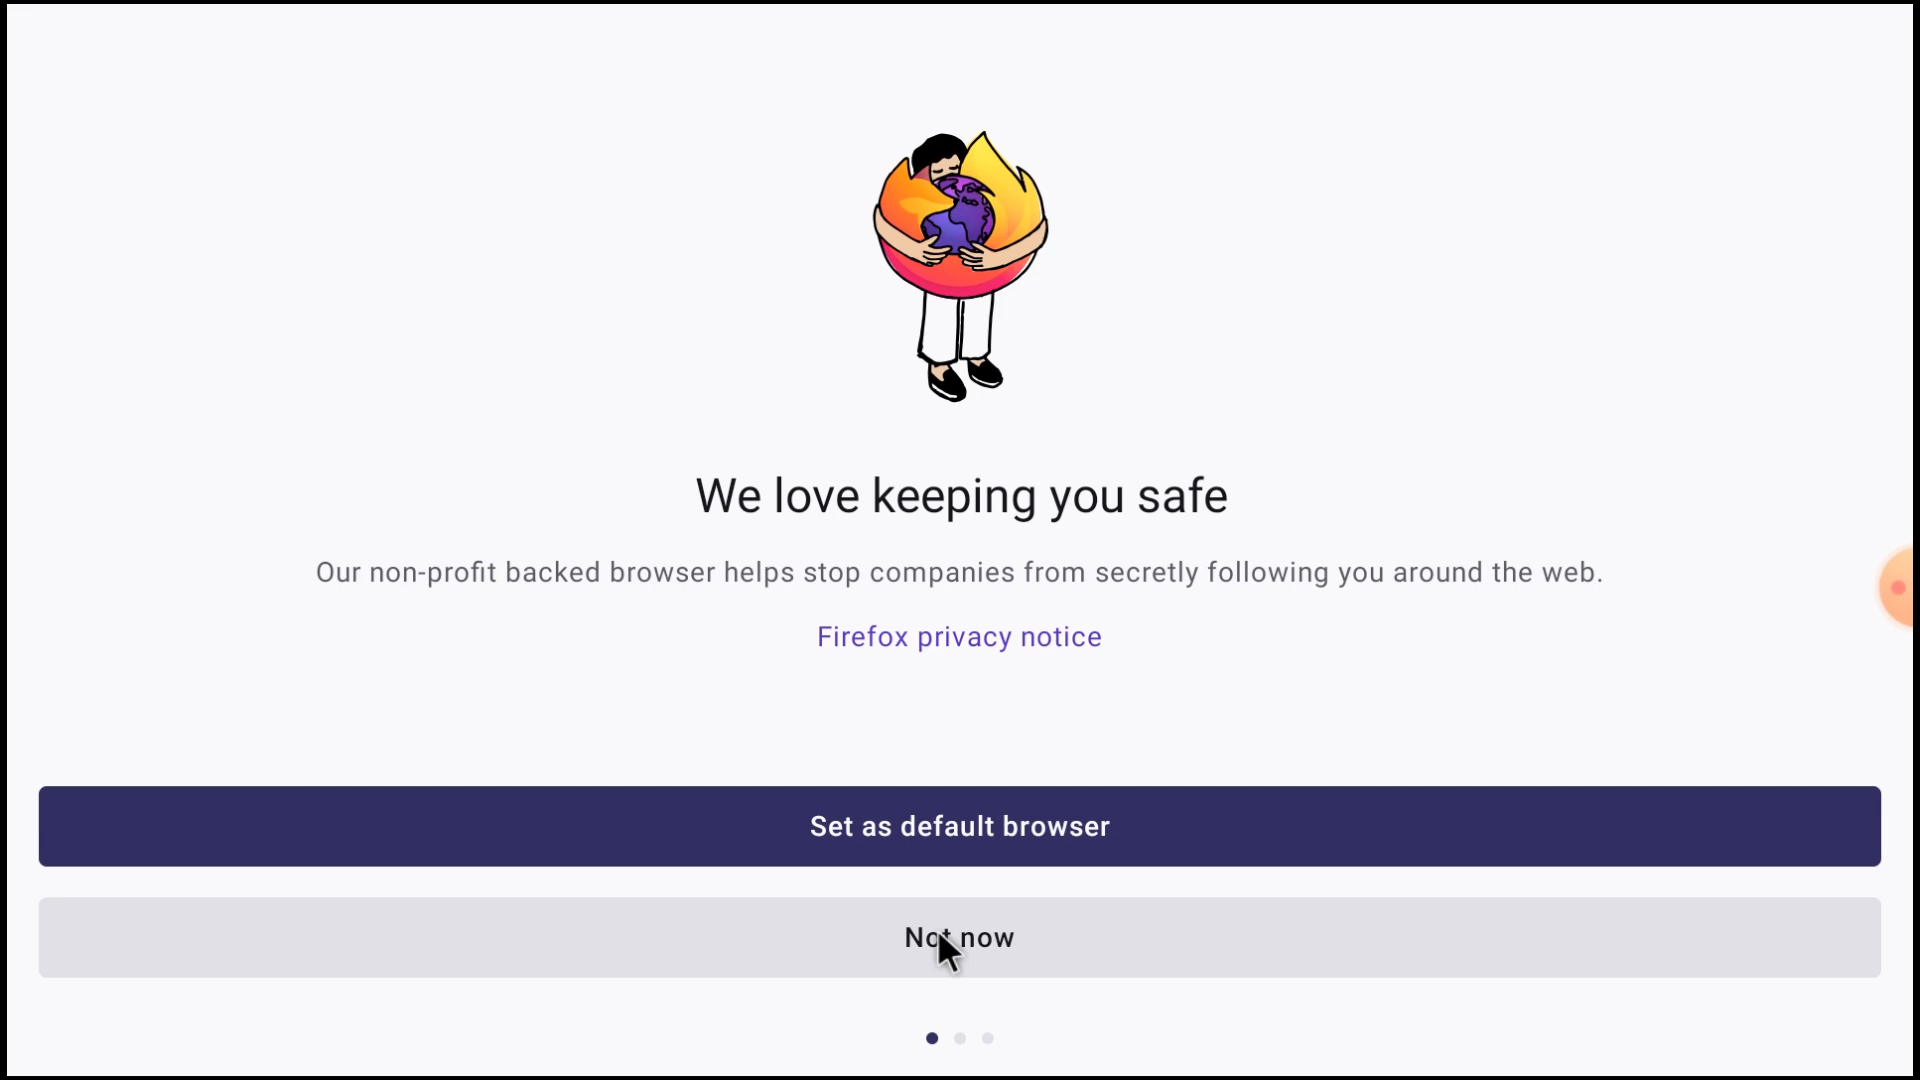 We love keeping you safe
Our non-profit backed browser helps stop companies from secretly following you around the web.
Firefox privacy notice
Set as default browser
Not now